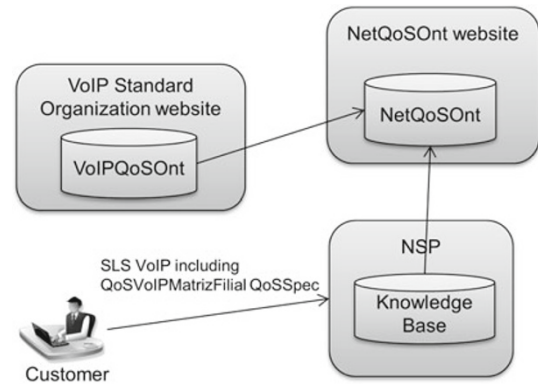 NetQoSOnt website
NetQoSOnt
VoIP Standard
Organization website
VoIPQoSOnt
SLS VoIP including
QoSVoIPMatrizFilial QoSSpec
NSP
Knowledge
Base
Customer